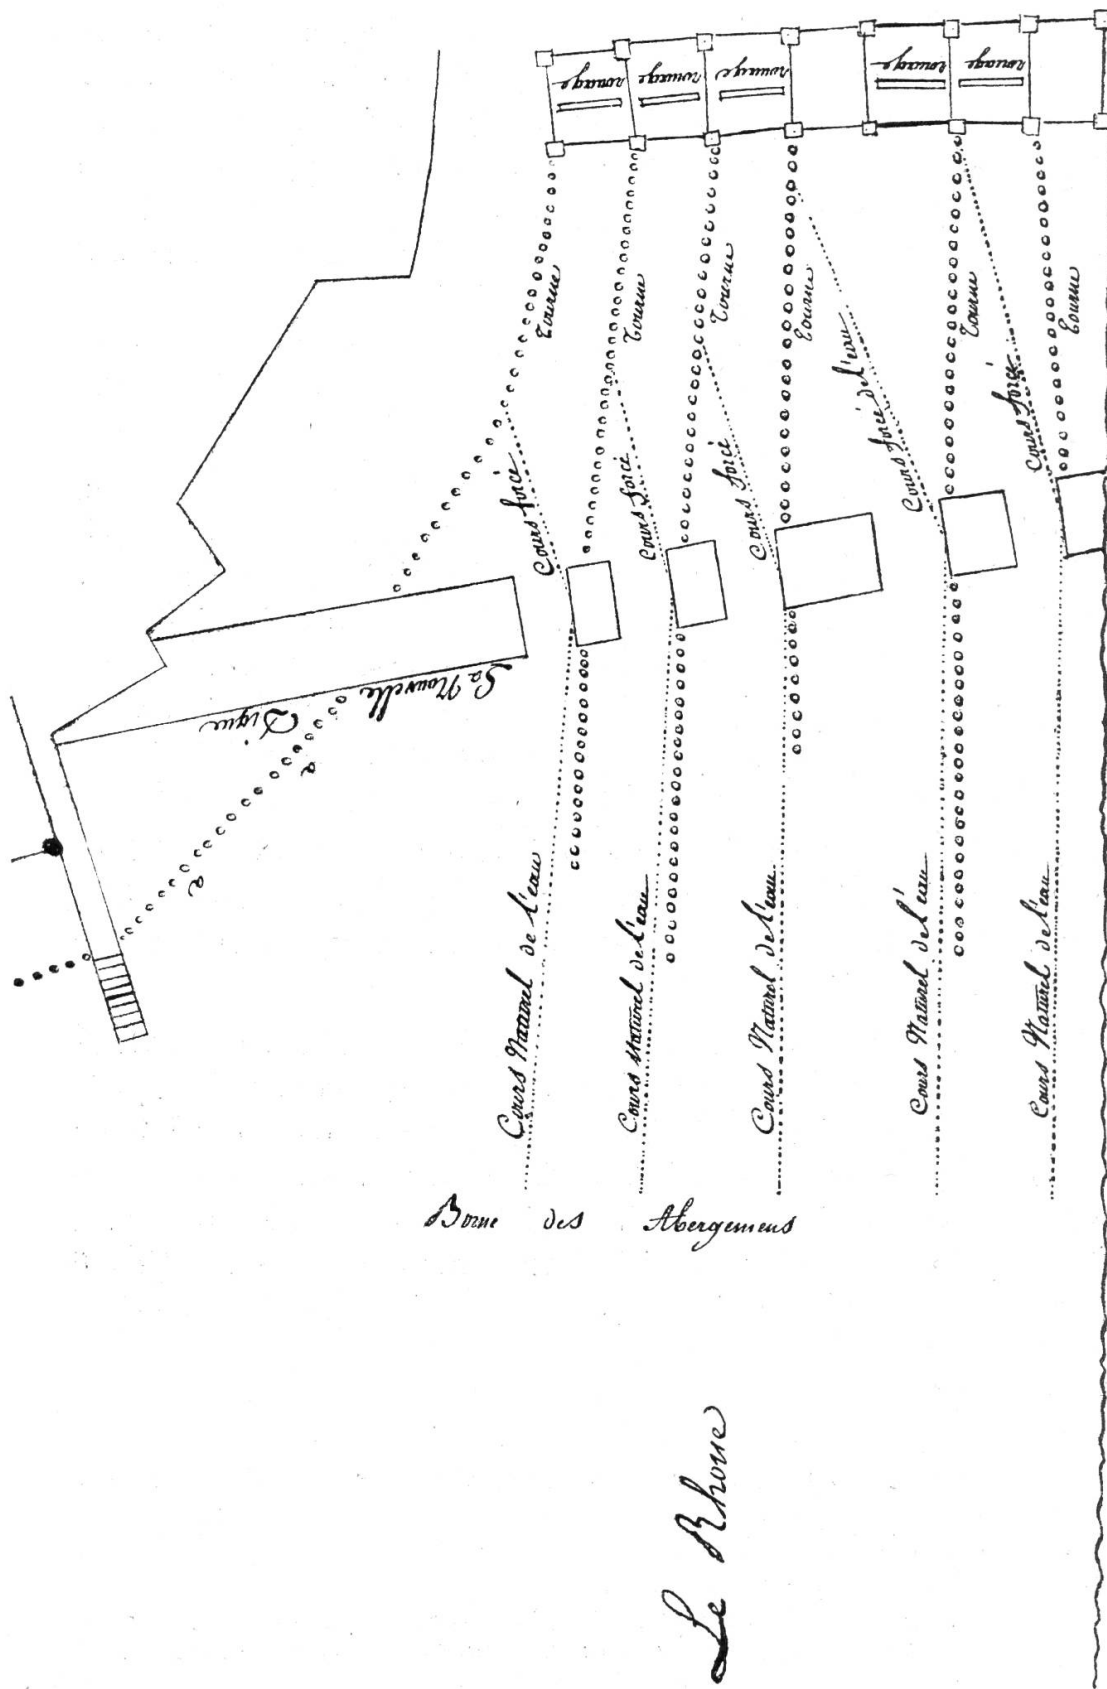 rouage
rouage
rouage
rouage
rouage
Tourne
Tourne
Tourne
Tourne
Tourne
Tourne
Cours forcé
Cours forcé
Cours forcé
Cours forcé de l'eau
Cours forcé
La Nouvelle
Digue
a
a
Cours Naturel de l'eau
Cours Naturel de l'eau
Cours Naturel de l'eau
Cours Naturel de l'eau
Cours Naturel de l'eau
Borne des Abergemens
Le Rhone